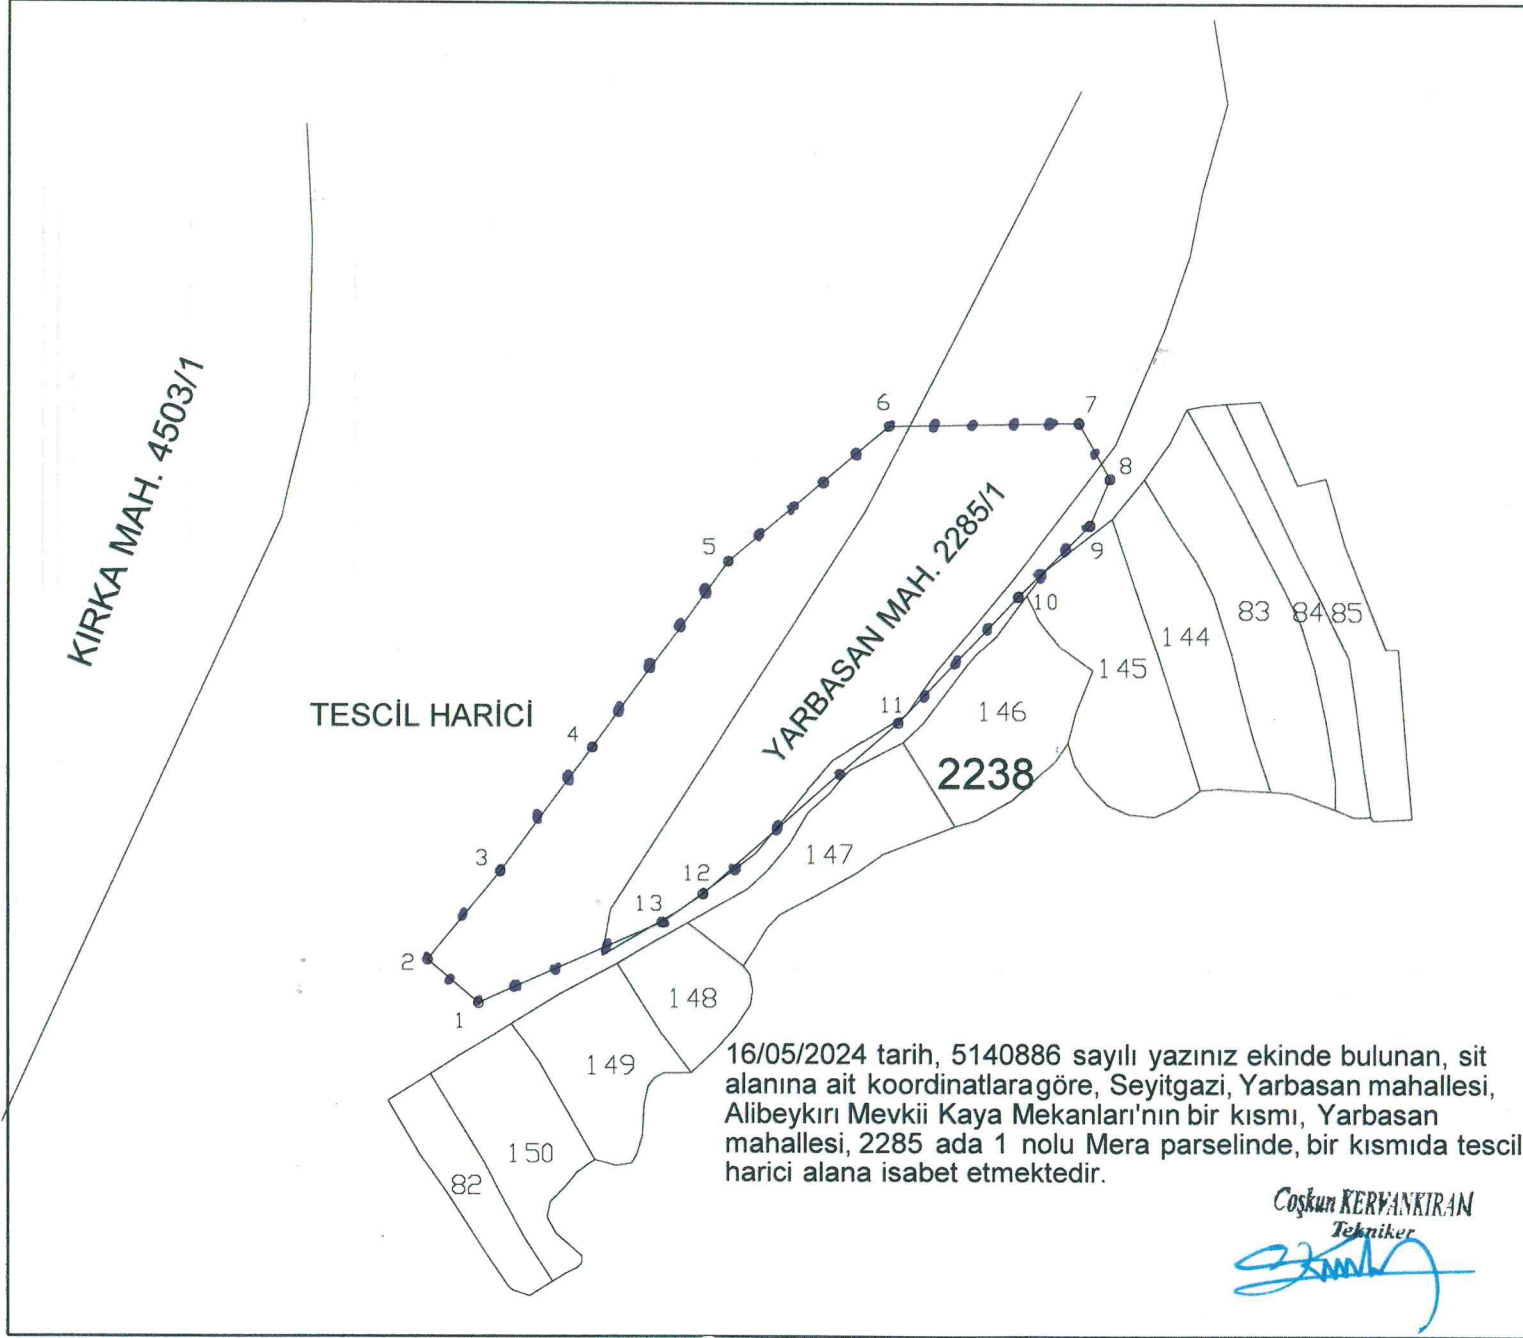 6
7
8
9
10
5
11
4
3
12
13
2
1
KIRKA MAH. 4503/1
TESCİL HARİCİ
YARBASAN MAH. 2285/1
83
84
85
144
145
146
2238
147
148
149
150
82
16/05/2024 tarih, 5140886 sayılı yazınız ekinde bulunan, sit
alanına ait koordinatlara göre, Seyitgazi, Yarbasan mahallesi,
Alibeykırı Mevkii Kaya Mekanları'nın bir kısmı, Yarbasan
mahallesi, 2285 ada 1 nolu Mera parselinde, bir kısmıda tescil
harici alana isabet etmektedir.
Coşkun KERVANKIRAN
Tekniker